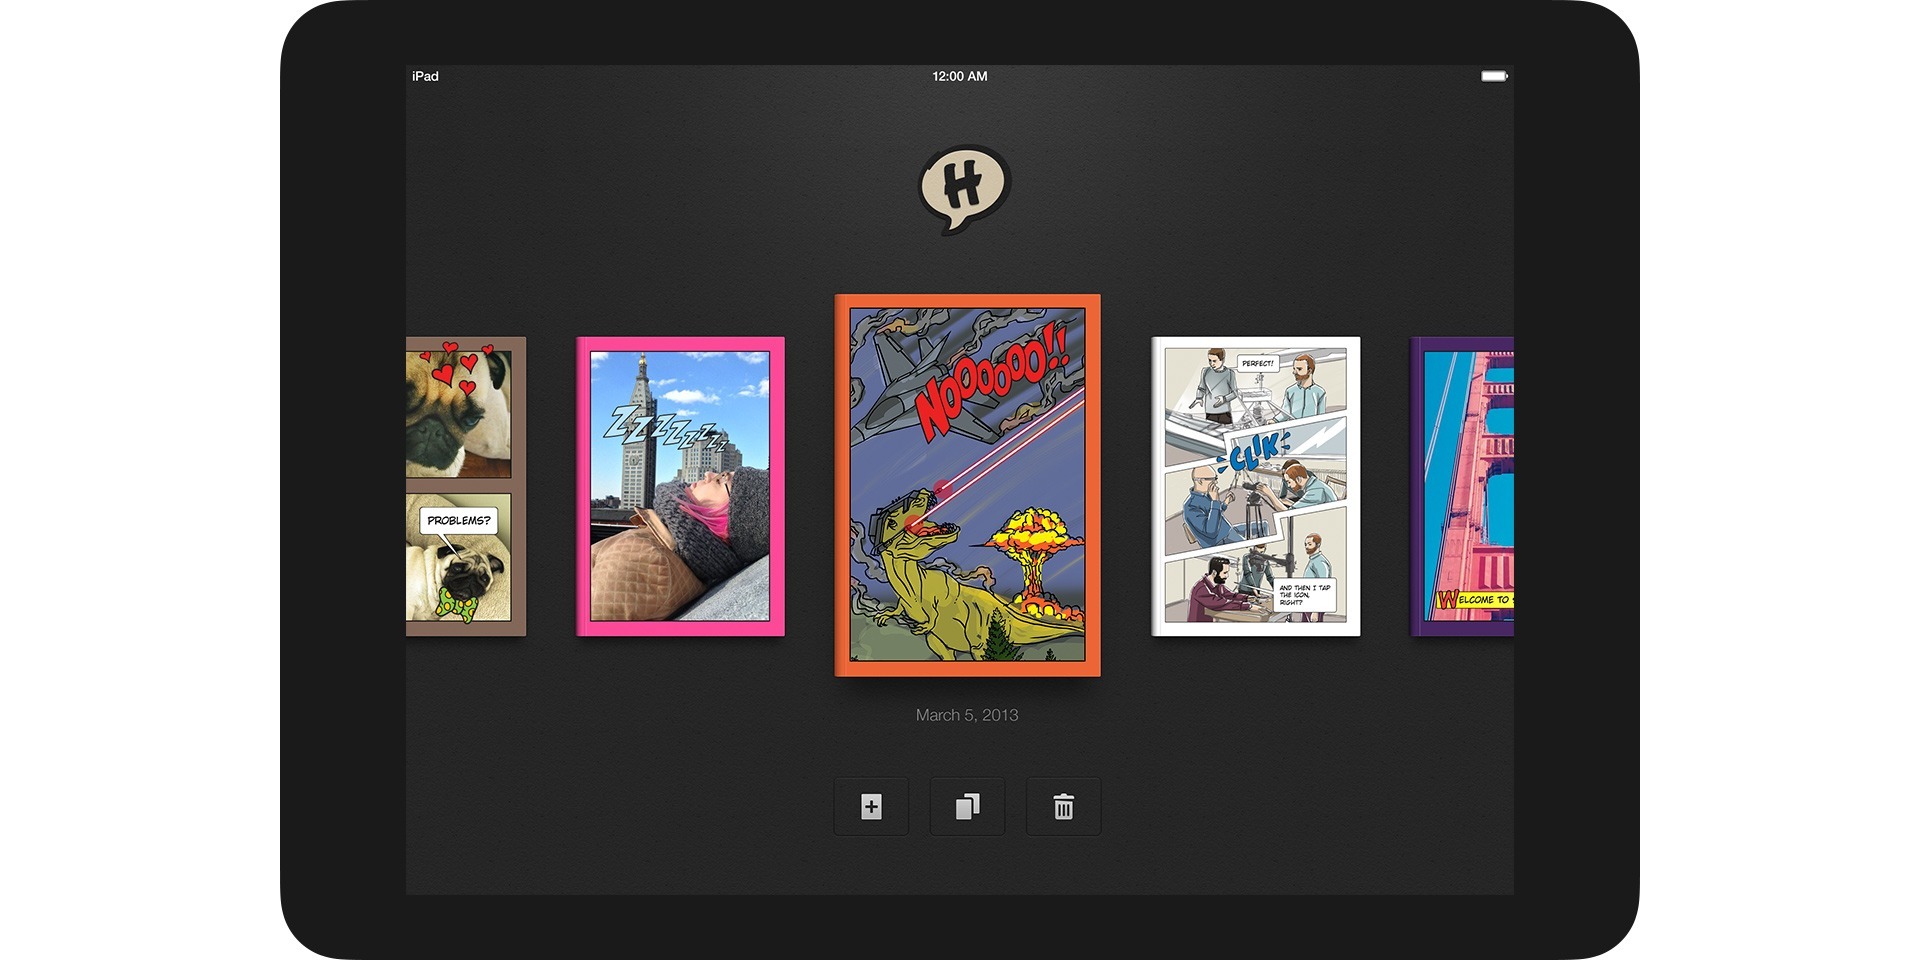 iPad
12:00 AM
H
PROBLEMS?
ZZZZZZZZ
NOOOOOO!!
PERFECT!
CLIK
AND THEN I TAP
THE ICON,
RIGHT?
WELCOME TO
March 5, 2013